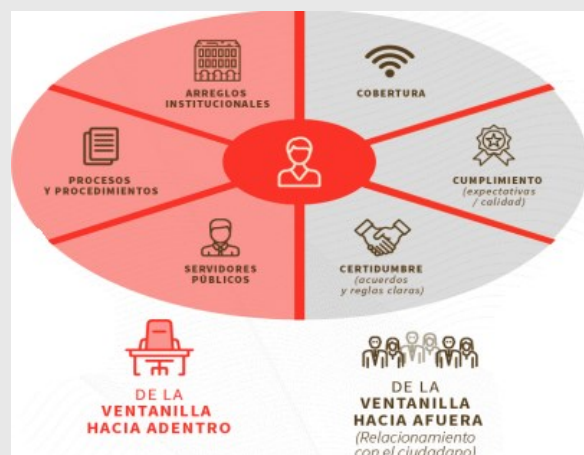 ARREGLOS
INSTITUCIONALES
COBERTURA
PROCESOS
Y PROCEDIMIENTOS
CUMPLIMIENTO
(expectativas
/ calidad)
SERVIDORES
PÚBLICOS
CERTIDUMBRE
(acuerdos
y reglas claras)
DE LA
VENTANILLA
HACIA ADENTRO
DE LA
VENTANILLA
HACIA AFUERA
(Relacionamiento
con el ciudadano)